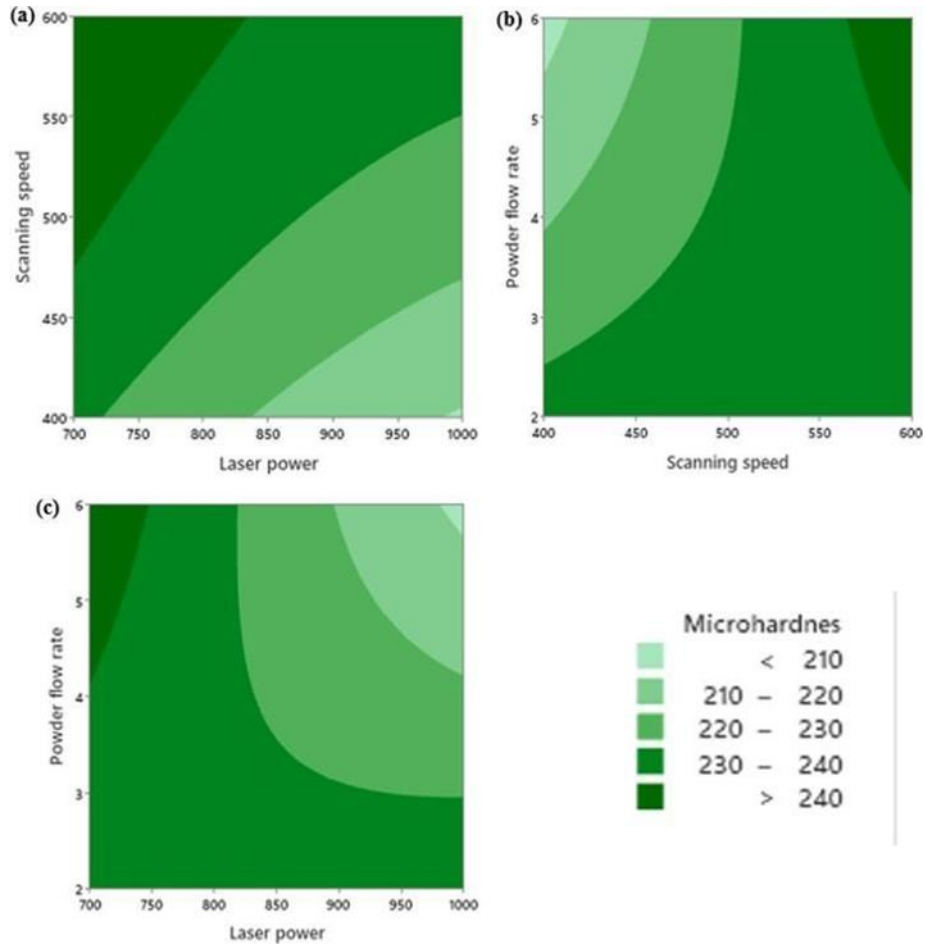 (a)
600
550
500
450
400
Scanning speed
700 750 800 850 900 950 1000
Laser power
(b)
6
5
4
3
2
Powder flow rate
400 450 500 550 600
Scanning speed
(c)
6
5
4
3
2
Powder flow rate
700 750 800 850 900 950 1000
Laser power
Microhardnes
< 210
210 – 220
220 – 230
230 – 240
> 240